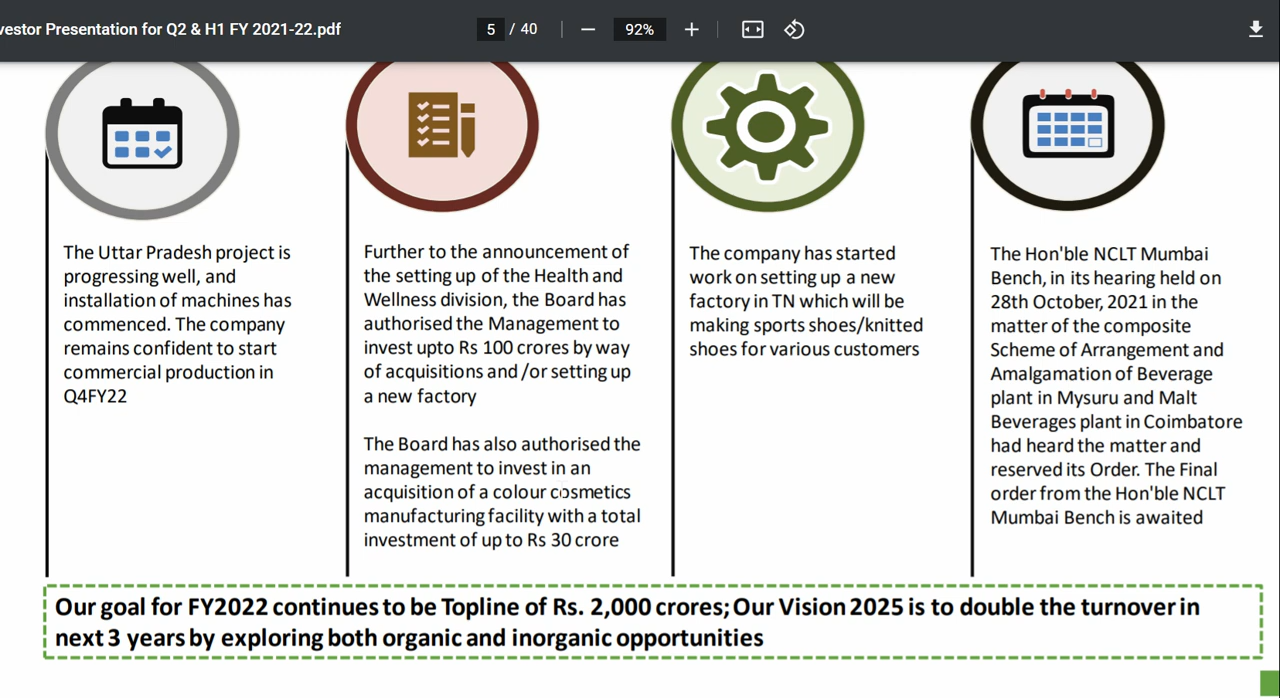 vestor Presentation for Q2 & H1 FY 2021-22.pdf
5 / 40
92%
The Uttar Pradesh project is
progressing well, and
installation of machines has
commenced. The company
remains confident to start
commercial production in
Q4FY22
Further to the announcement of
the setting up of the Health and
Wellness division, the Board has
authorised the Management to
invest upto Rs 100 crores by way
of acquisitions and /or setting up
a new factory
The Board has also authorised the
management to invest in an
acquisition of a colour cosmetics
manufacturing facility with a total
investment of up to Rs 30 crore
The company has started
work on setting up a new
factory in TN which will be
making sports shoes/knitted
shoes for various customers
The Hon'ble NCLT Mumbai
Bench, in its hearing held on
28th October, 2021 in the
matter of the composite
Scheme of Arrangement and
Amalgamation of Beverage
plant in Mysuru and Malt
Beverages plant in Coimbatore
had heard the matter and
reserved its Order. The Final
order from the Hon'ble NCLT
Mumbai Bench is awaited
Our goal for FY2022 continues to be Topline of Rs. 2,000 crores; Our Vision 2025 is to double the turnover in
next 3 years by exploring both organic and inorganic opportunities